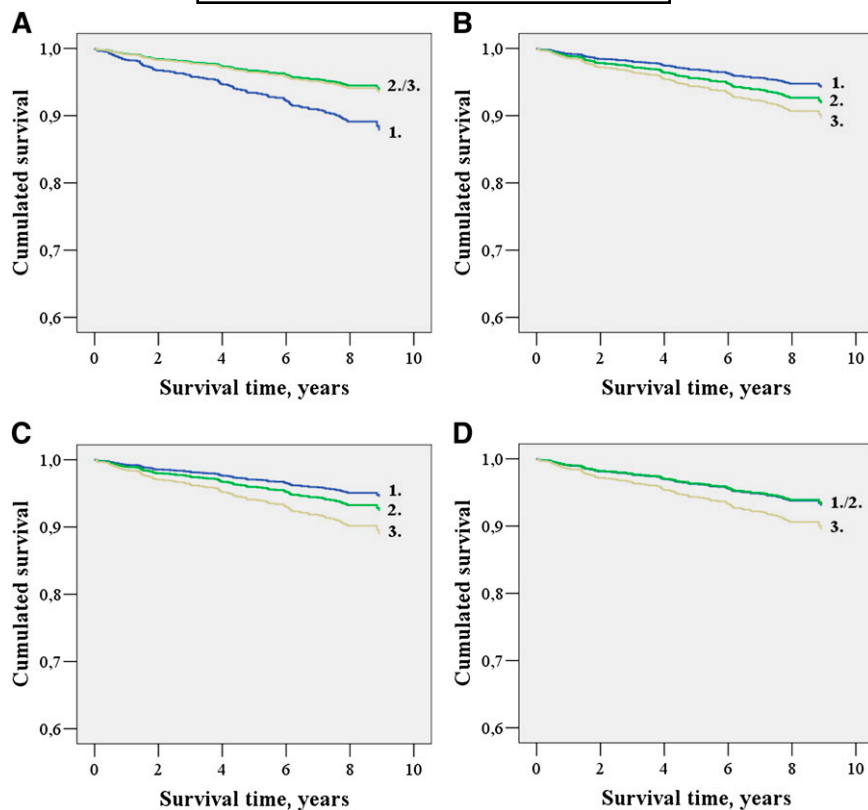 A
Cumulated survival
1,0
0,9
0,8
0,7
0,6
2./3.
1.
0 2 4 6 8 10
Survival time, years
B
Cumulated survival
1,0
0,9
0,8
0,7
0,6
1.
2.
3.
0 2 4 6 8 10
Survival time, years
C
Cumulated survival
1,0
0,9
0,8
0,7
0,6
1.
2.
3.
0 2 4 6 8 10
Survival time, years
D
Cumulated survival
1,0
0,9
0,8
0,7
0,6
1./2.
3.
0 2 4 6 8 10
Survival time, years